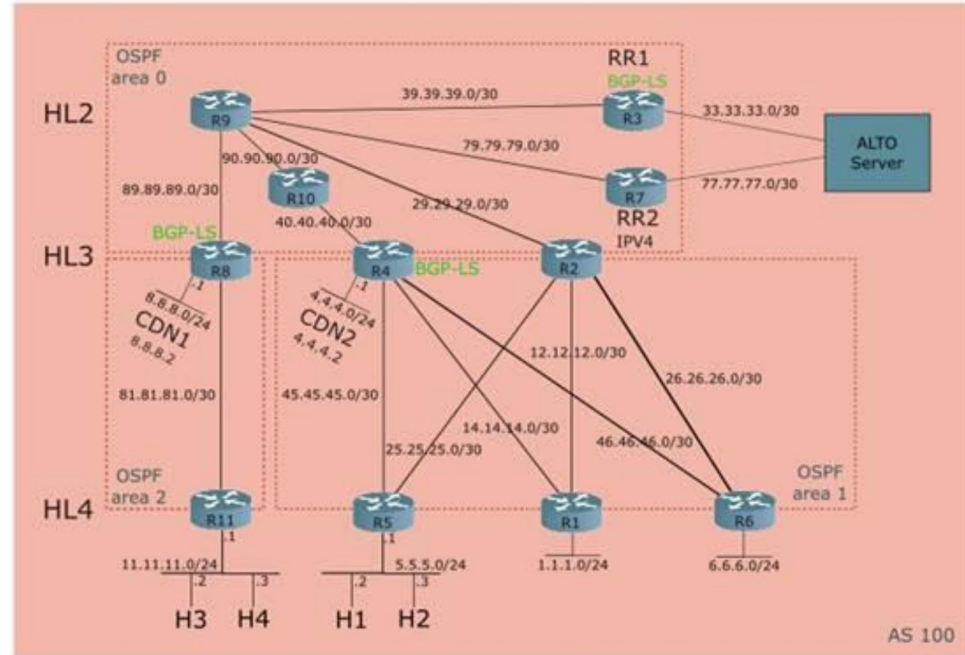 OSPF
area 0
RR1
BGP-LS
HL2
39.39.39.0/30
R9
R3
33.33.33.0/30
ALTO
Server
79.79.79.0/30
90.90.90.0/30
89.89.89.0/30
R10
29.29.29.0/30
R7
77.77.77.0/30
RR2
IPV4
40.40.40.0/30
BGP-LS
HL3
R8
R4
BGP-LS
R2
.1
.1
8.8.8.0/24
CDN1
8.8.8.2
4.4.4.0/24
CDN2
4.4.4.2
12.12.12.0/30
26.26.26.0/30
81.81.81.0/30
45.45.45.0/30
14.14.14.0/30
46.46.46.0/30
25.25.25.0/30
OSPF
area 2
OSPF
area 1
HL4
R11
R5
R1
R6
.1
.1
11.11.11.0/24
5.5.5.0/24
1.1.1.0/24
6.6.6.0/24
.2
.3
.2
.3
H3
H4
H1
H2
AS 100